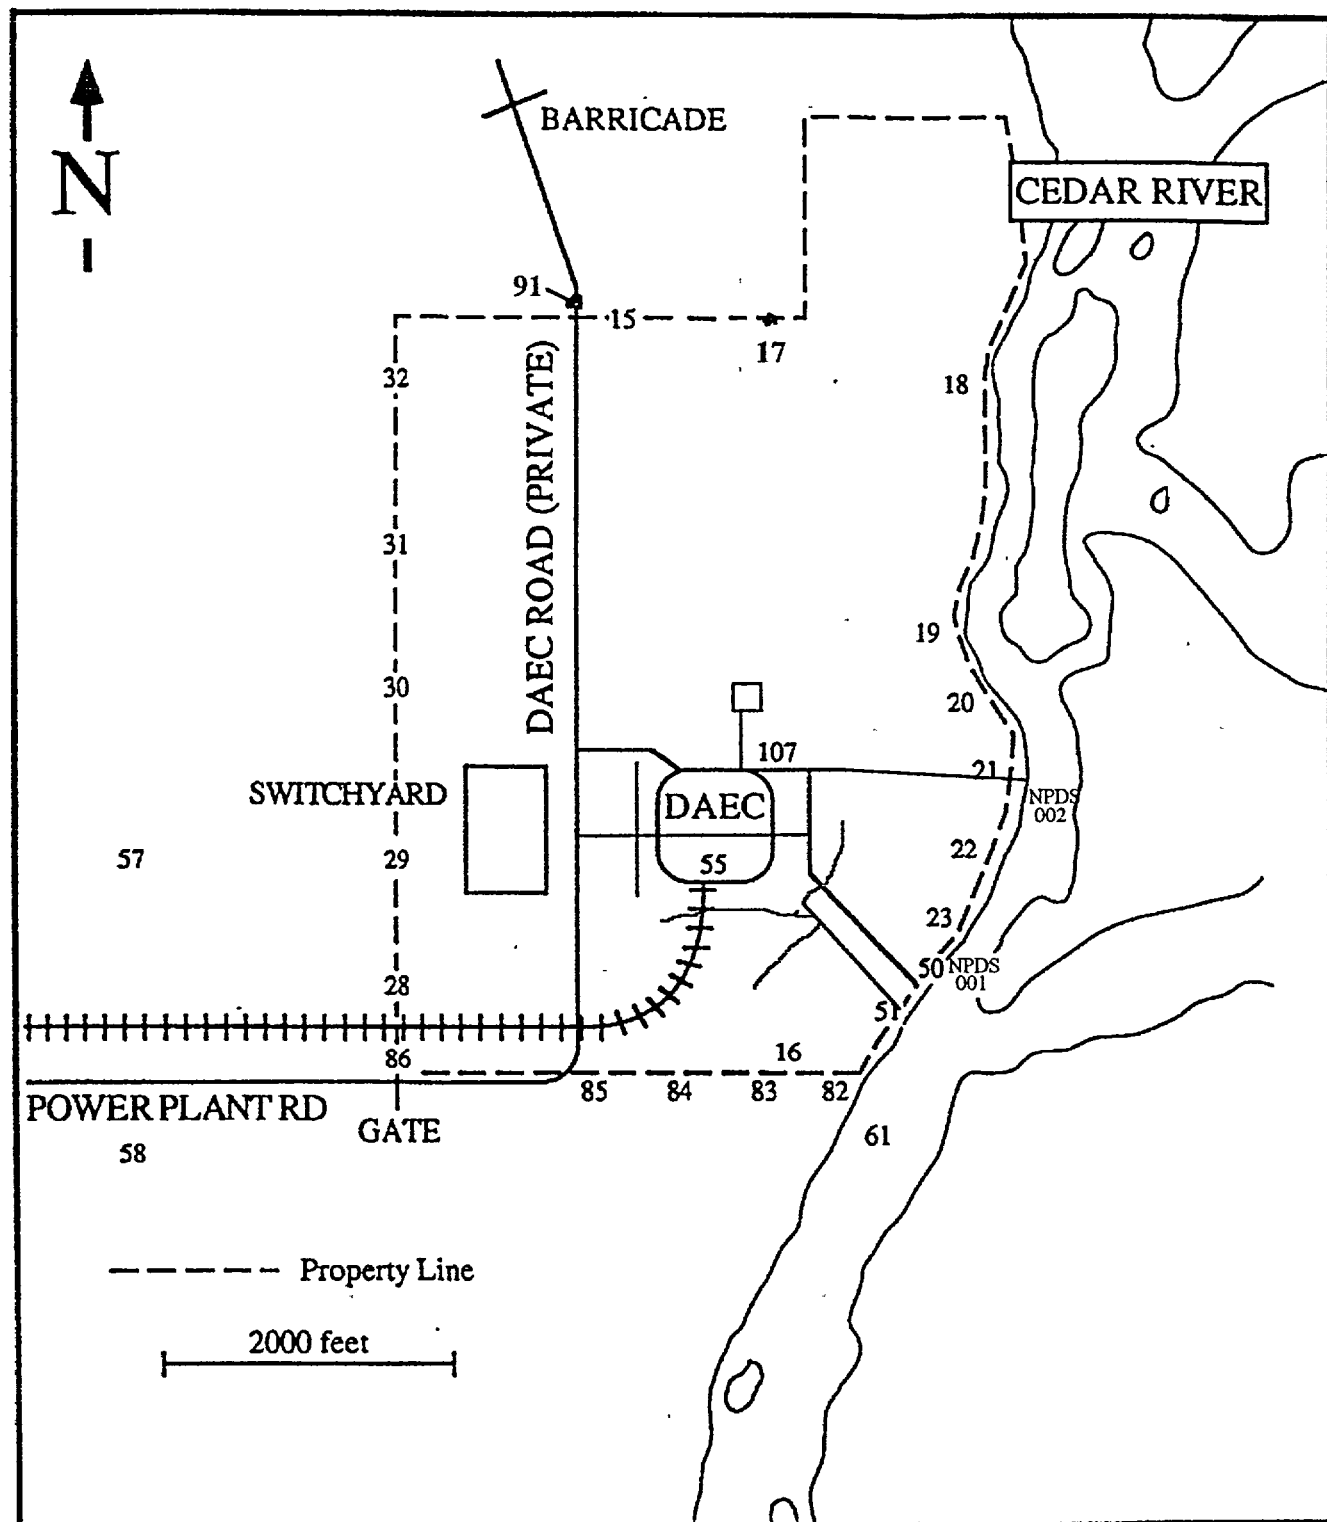 N
BARRICADE
CEDAR RIVER
91
15
17
32
18
DAEC ROAD (PRIVATE)
31
19
30
20
107
21
SWITCHYARD
DAEC
NPDS
002
57
29
55
22
23
28
50
NPDS
001
51
86
16
85
84
83
82
POWER PLANT RD
GATE
58
61
Property Line
2000 feet